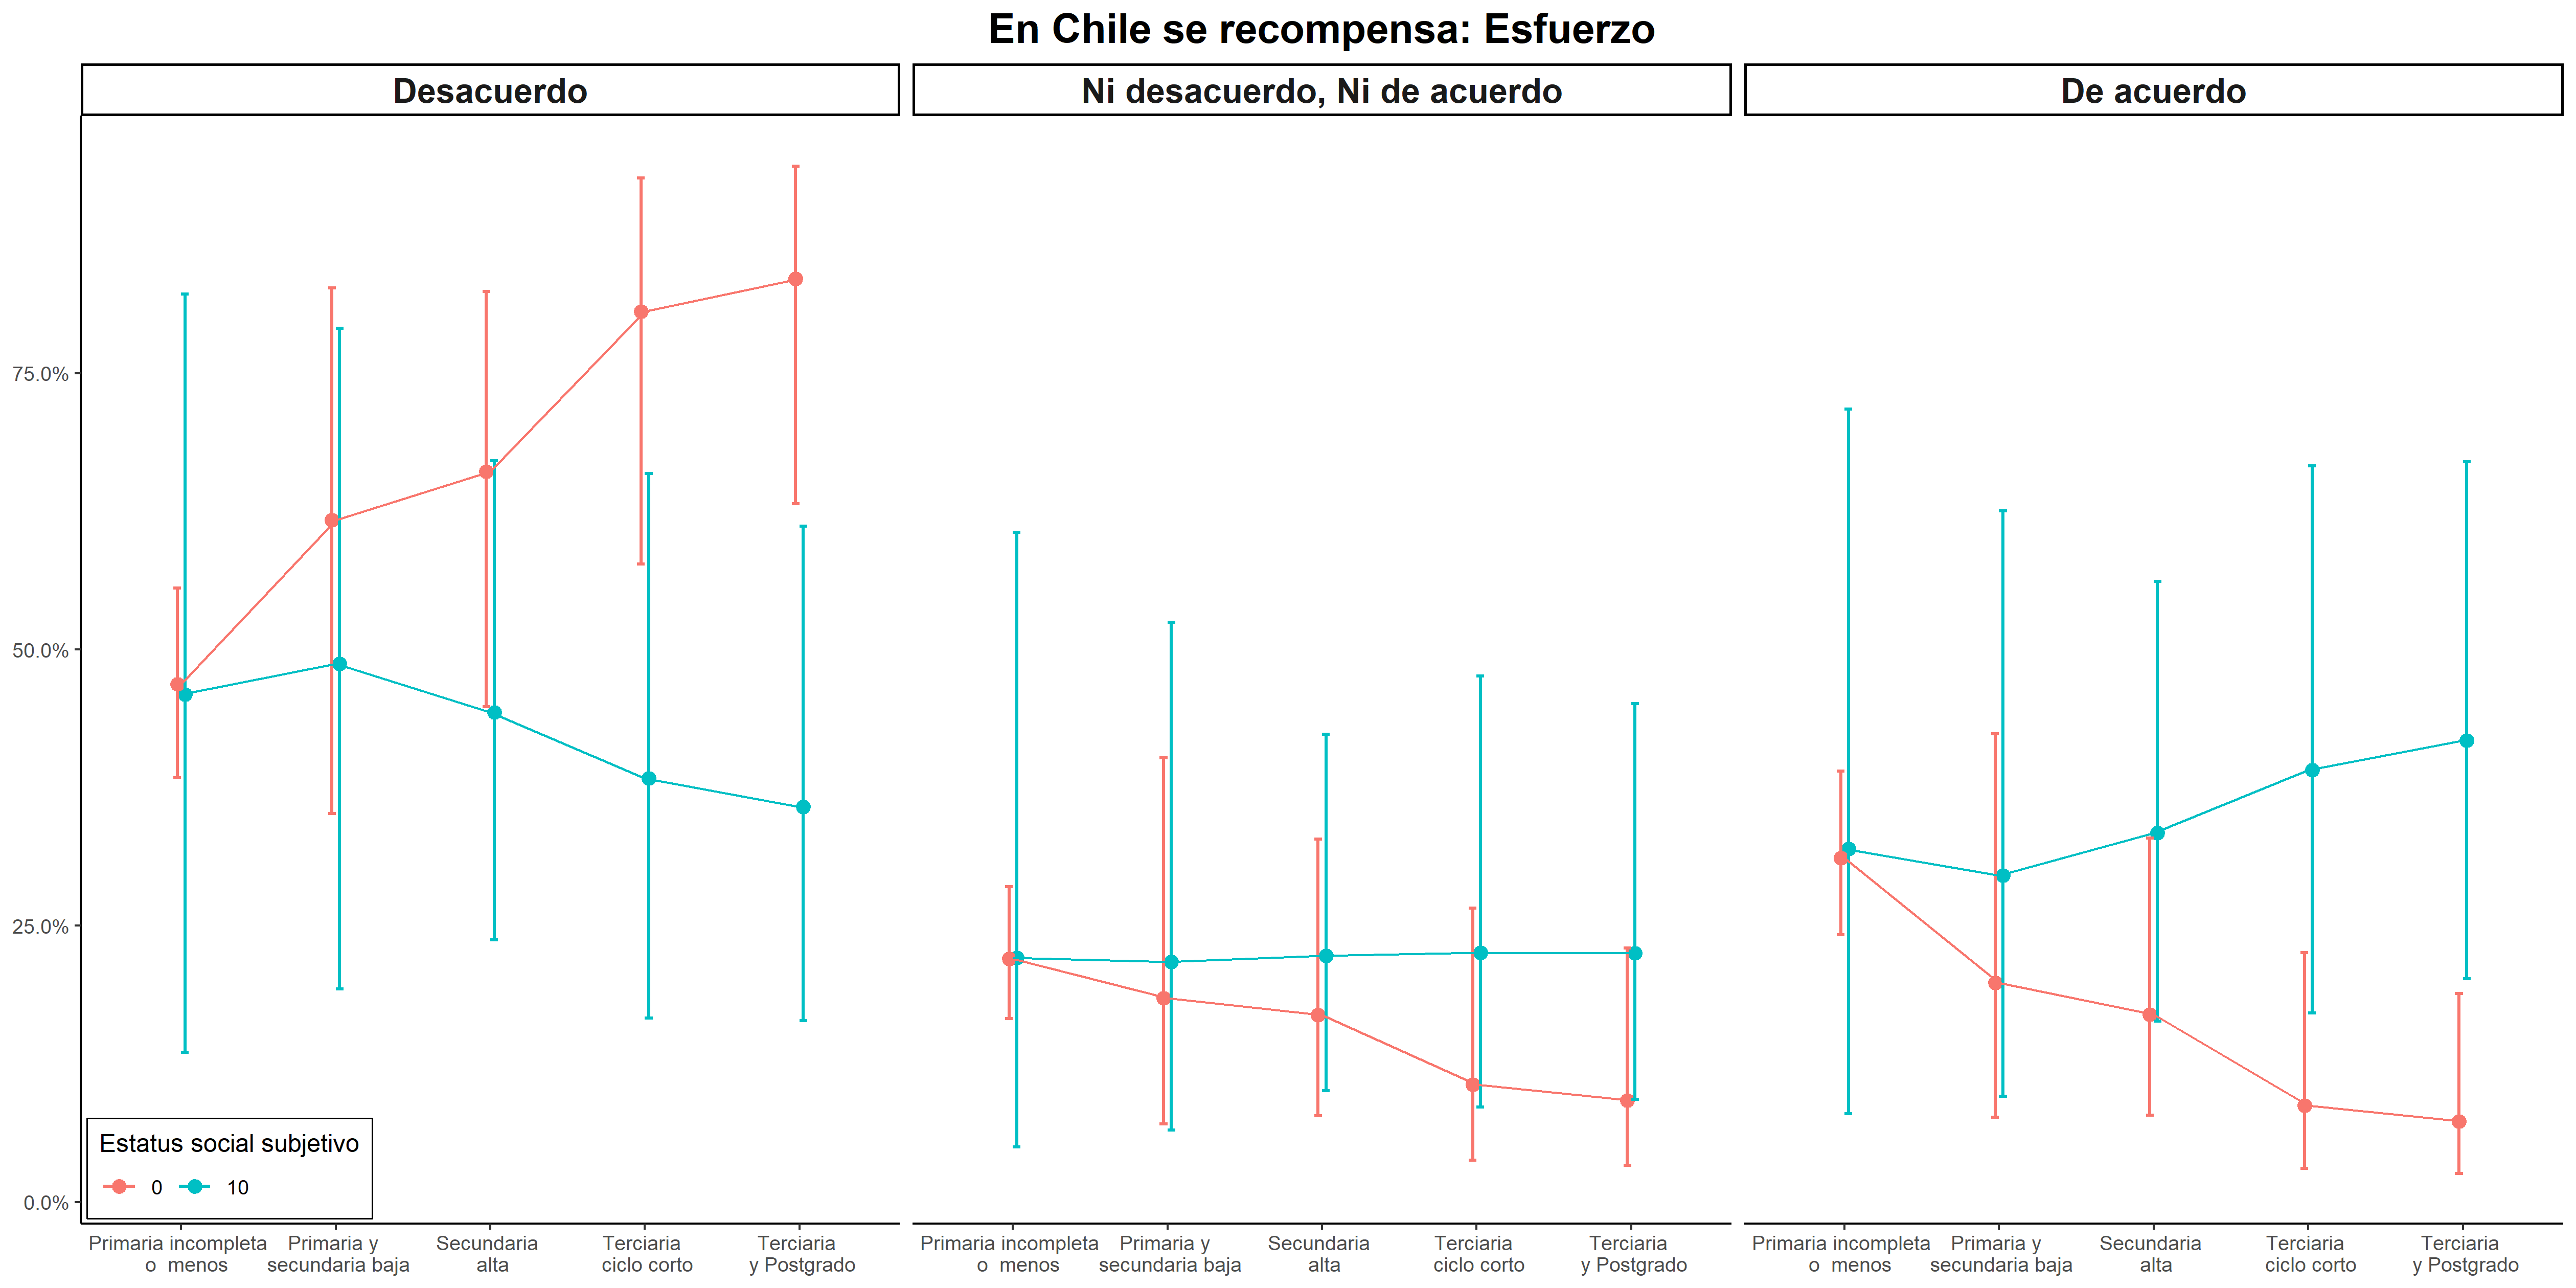 En Chile se recompensa: Esfuerzo
Desacuerdo
Ni desacuerdo, Ni de acuerdo
De acuerdo
75.0%
50.0%
25.0%
0.0%
Estatus social subjetivo
0
10
Primaria incompleta
o menos
Primaria y
secundaria baja
Secundaria
alta
Terciaria
ciclo corto
Terciaria
y Postgrado
Primaria incompleta
o menos
Primaria y
secundaria baja
Secundaria
alta
Terciaria
ciclo corto
Terciaria
y Postgrado
Primaria incompleta
o menos
Primaria y
secundaria baja
Secundaria
alta
Terciaria
ciclo corto
Terciaria
y Postgrado